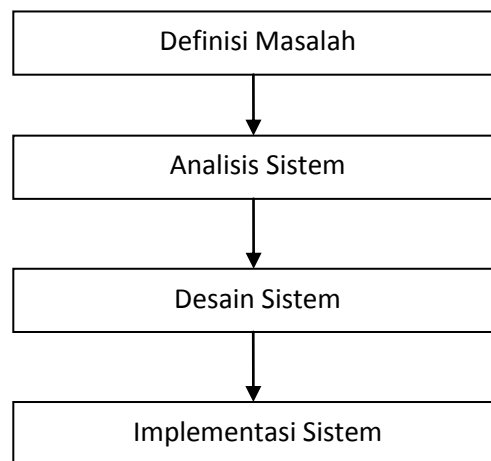 Definisi Masalah
Analisis Sistem
Desain Sistem
Implementasi Sistem